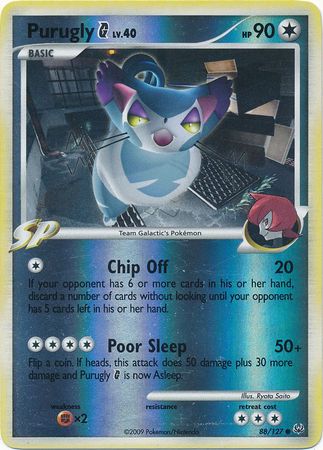 Purugly G LV.40 HP 90
BASIC
Team Galactic's Pokémon
SP
Chip Off 20
If your opponent has 6 or more cards in his or her hand,
discard a number of cards without looking until your opponent
has 5 cards left in his or her hand.
Poor Sleep 50+
Flip a coin. If heads, this attack does 50 damage plus 30
more damage and Purugly G is now Asleep.
Illus. Ryota Saito
weakness resistance retreat cost
×2
88/127
©2009 Pokémon/Nintendo